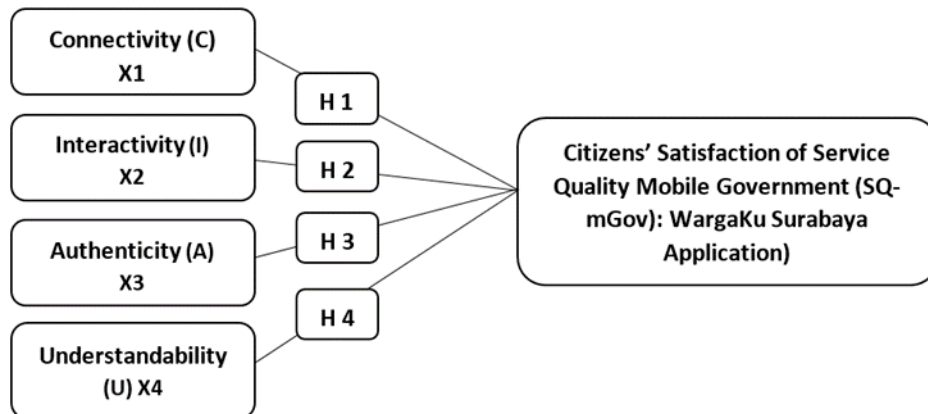 Connectivity (C)
X1
H 1
Interactivity (I)
X2
H 2
Authenticity (A)
X3
H 3
Understandability
(U) X4
H 4
Citizens’ Satisfaction of Service
Quality Mobile Government (SQ-
mGov): WargaKu Surabaya
Application)